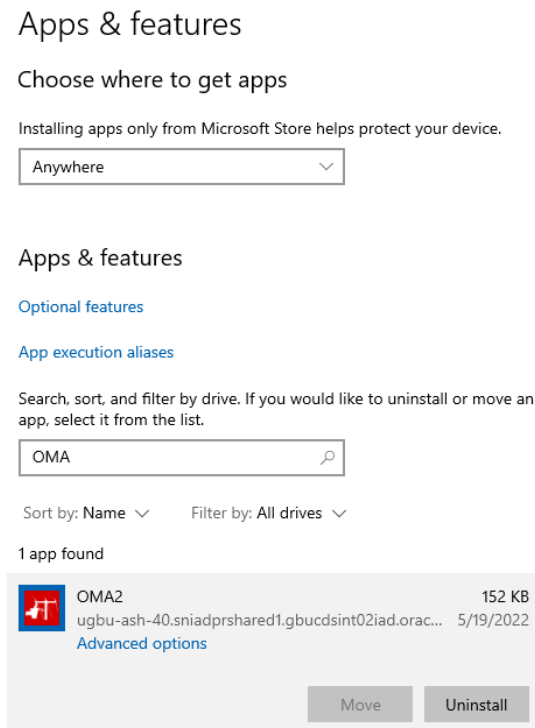 Apps & features
Choose where to get apps
Installing apps only from Microsoft Store helps protect your device.
Anywhere
Apps & features
Optional features
App execution aliases
Search, sort, and filter by drive. If you would like to uninstall or move an
app, select it from the list.
OMA
Sort by: Name Filter by: All drives
1 app found
OMA2 152 KB
ugbu-ash-40.sniadprshared1.gbucdsint02iad.orac... 5/19/2022
Advanced options
Move Uninstall